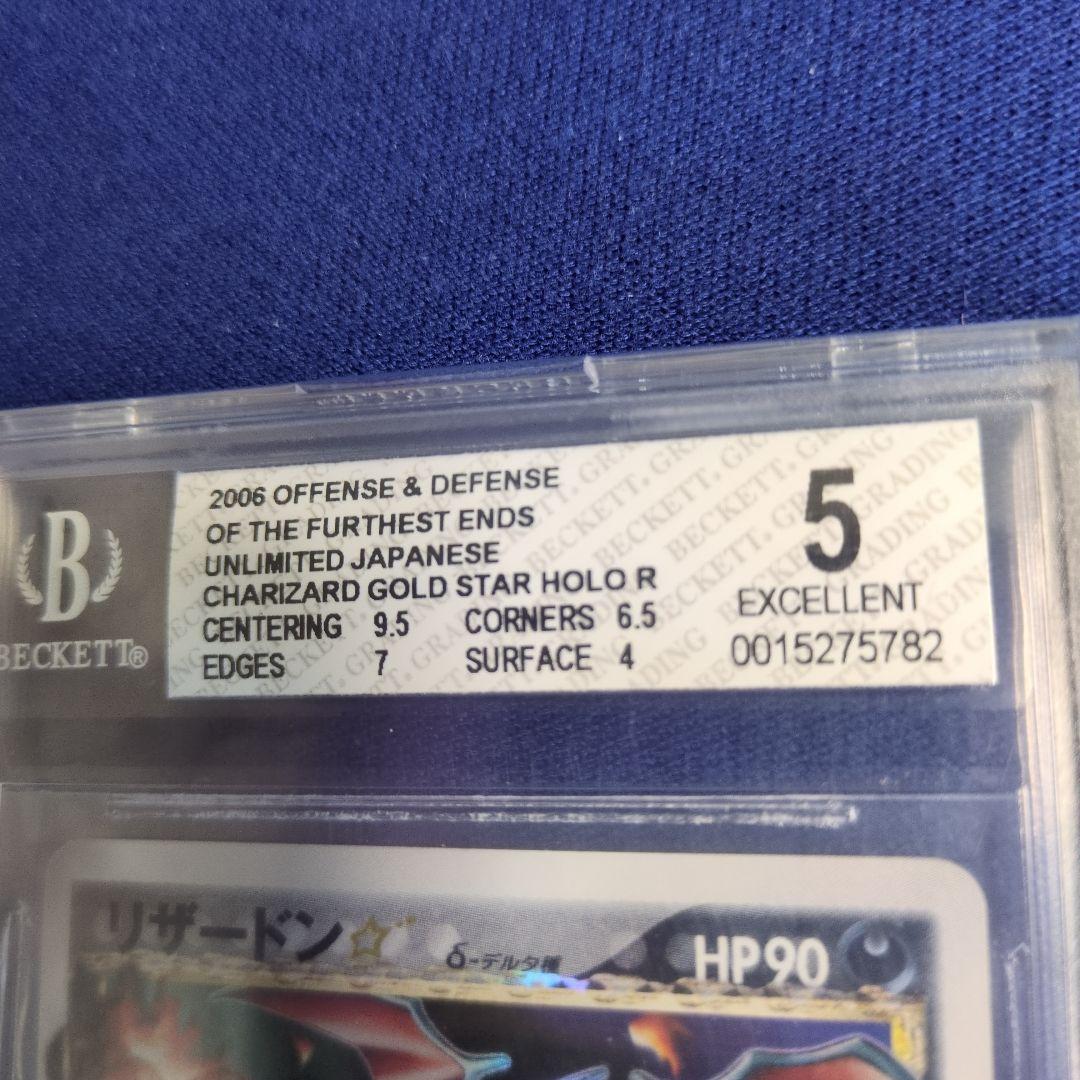 B
BECKETT®
2006 OFFENSE & DEFENSE
OF THE FURTHEST ENDS
UNLIMITED JAPANESE
CHARIZARD GOLD STAR HOLO R
CENTERING 9.5 CORNERS 6.5
EDGES 7 SURFACE 4
5
EXCELLENT
0015275782
リザードン☆
δ-デルタ種
HP90